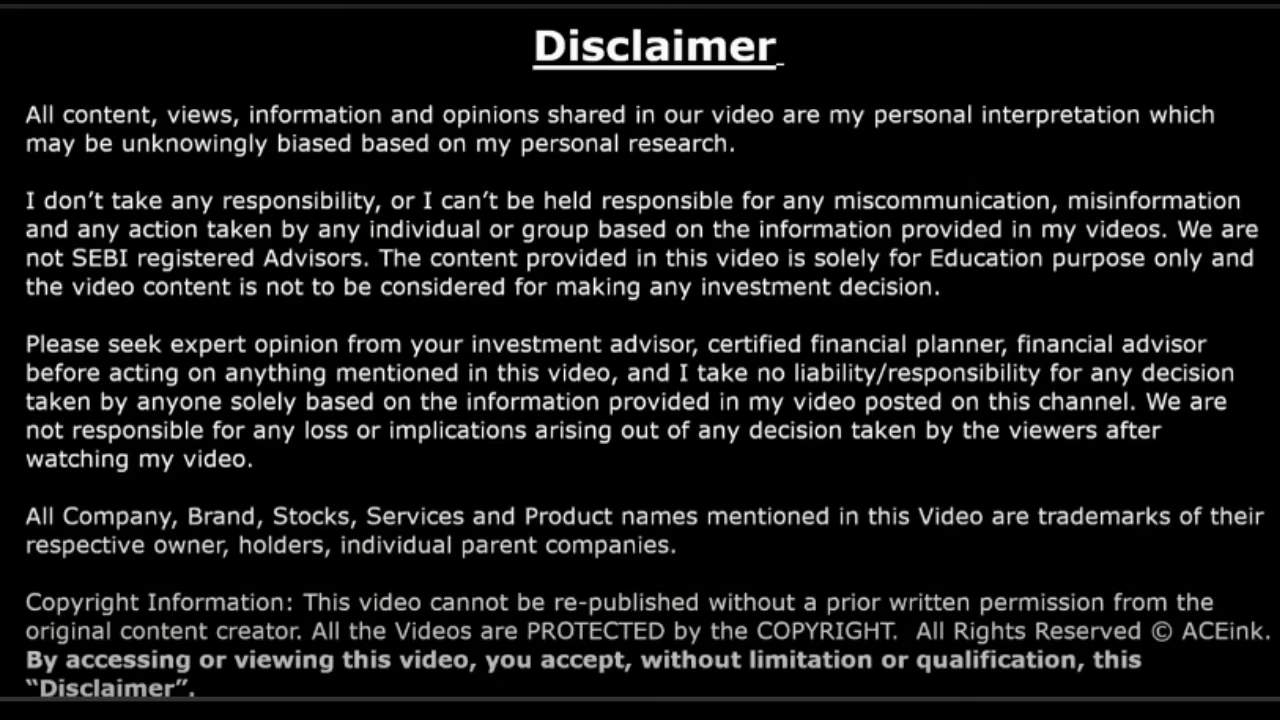 Disclaimer
All content, views, information and opinions shared in our video are my personal interpretation which
may be unknowingly biased based on my personal research.
I don’t take any responsibility, or I can’t be held responsible for any miscommunication, misinformation
and any action taken by any individual or group based on the information provided in my videos. We are
not SEBI registered Advisors. The content provided in this video is solely for Education purpose only and
the video content is not to be considered for making any investment decision.
Please seek expert opinion from your investment advisor, certified financial planner, financial advisor
before acting on anything mentioned in this video, and I take no liability/responsibility for any decision
taken by anyone solely based on the information provided in my video posted on this channel. We are
not responsible for any loss or implications arising out of any decision taken by the viewers after
watching my video.
All Company, Brand, Stocks, Services and Product names mentioned in this Video are trademarks of their
respective owner, holders, individual parent companies.
Copyright Information: This video cannot be re-published without a prior written permission from the
original content creator. All the Videos are PROTECTED by the COPYRIGHT.  All Rights Reserved © ACEink.
By accessing or viewing this video, you accept, without limitation or qualification, this
“Disclaimer”.